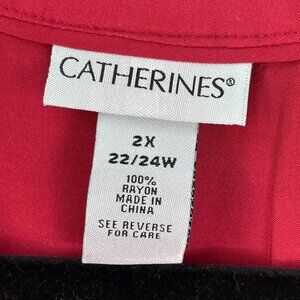 CATHERINES®
2X
22/24W
100%
RAYON
MADE IN
CHINA
SEE REVERSE
FOR CARE